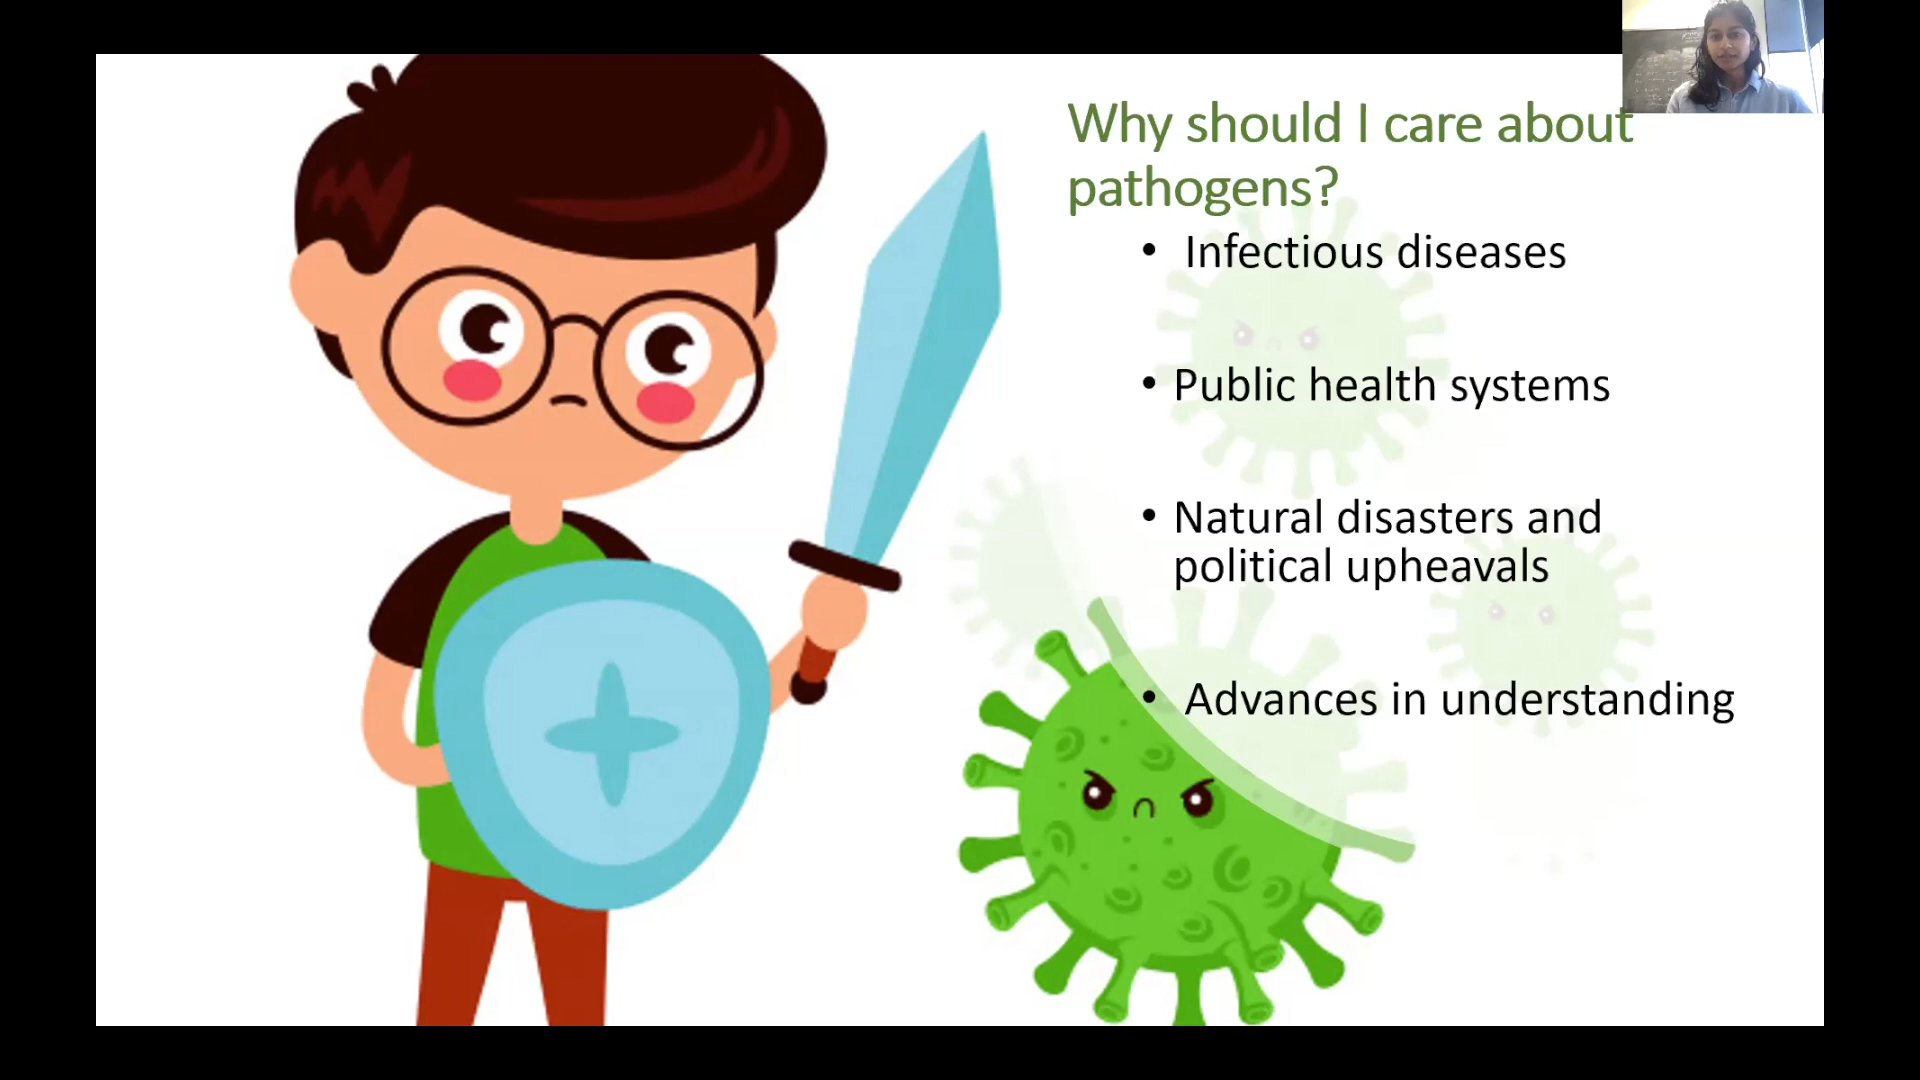 Why should I care about
pathogens?
• Infectious diseases
• Public health systems
• Natural disasters and
political upheavals
• Advances in understanding